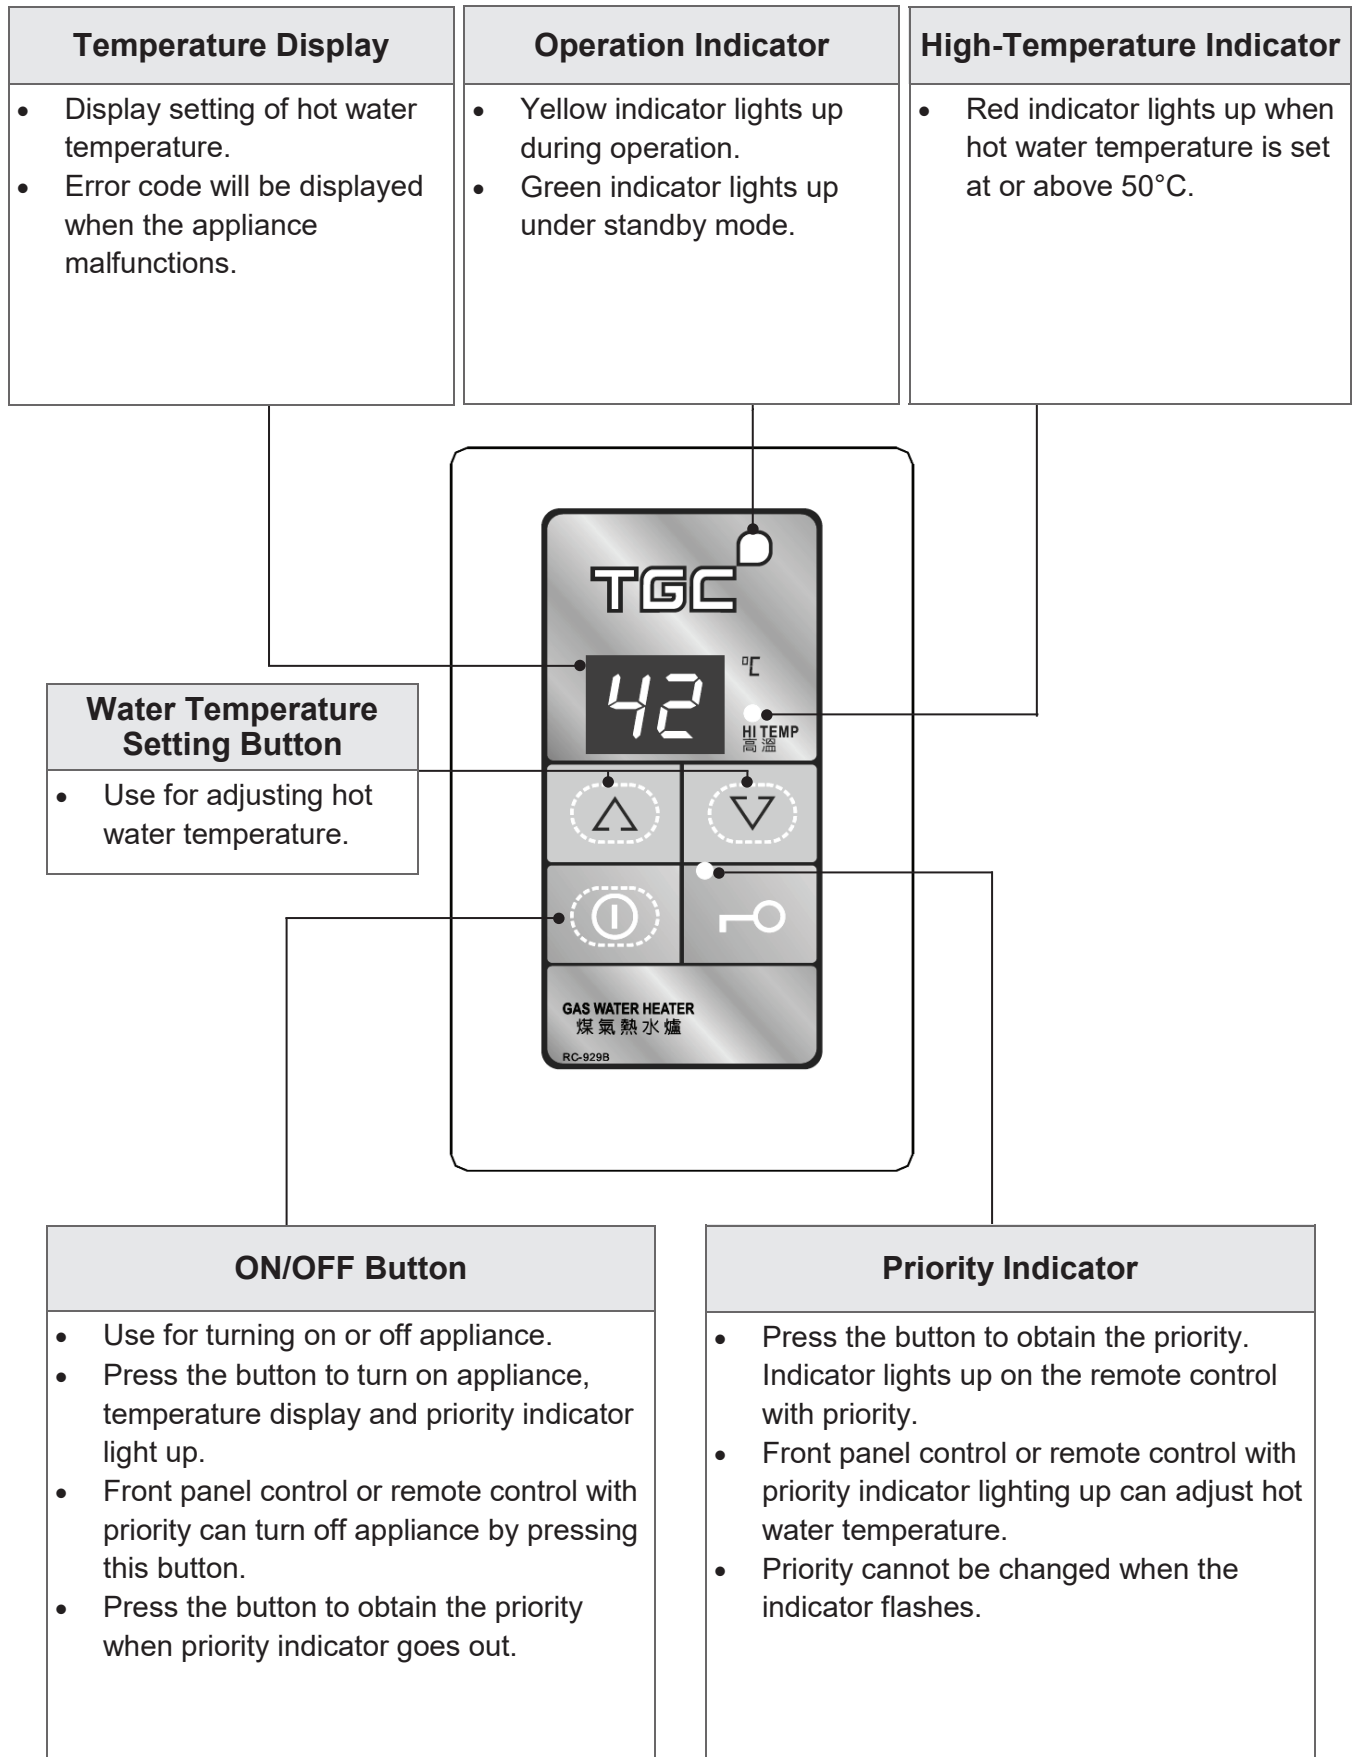 Temperature Display
• Display setting of hot water
temperature.
• Error code will be displayed
when the appliance
malfunctions.
Operation Indicator
• Yellow indicator lights up
during operation.
• Green indicator lights up
under standby mode.
High-Temperature Indicator
• Red indicator lights up when
hot water temperature is set
at or above 50°C.
TGC
42
°C
HI TEMP
高溫
Water Temperature
Setting Button
• Use for adjusting hot
water temperature.
GAS WATER HEATER
煤氣熱水爐
RC-929B
ON/OFF Button
• Use for turning on or off appliance.
• Press the button to turn on appliance,
temperature display and priority indicator
light up.
• Front panel control or remote control with
priority can turn off appliance by pressing
this button.
• Press the button to obtain the priority
when priority indicator goes out.
Priority Indicator
• Press the button to obtain the priority.
Indicator lights up on the remote control
with priority.
• Front panel control or remote control with
priority indicator lighting up can adjust hot
water temperature.
• Priority cannot be changed when the
indicator flashes.